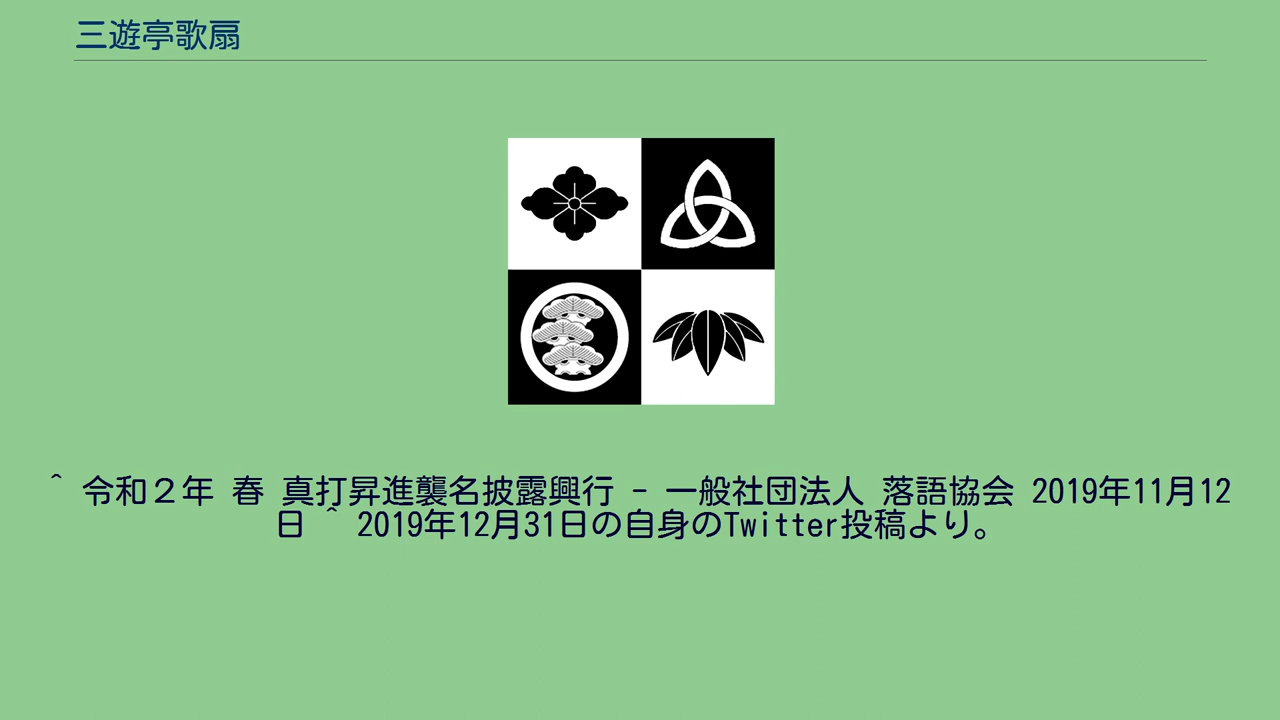 三遊亭歌扇
^ 令和２年 春 真打昇進襲名披露興行 - 一般社団法人 落語協会 2019年11月12
日 ^ 2019年12月31日の自身のTwitter投稿より。